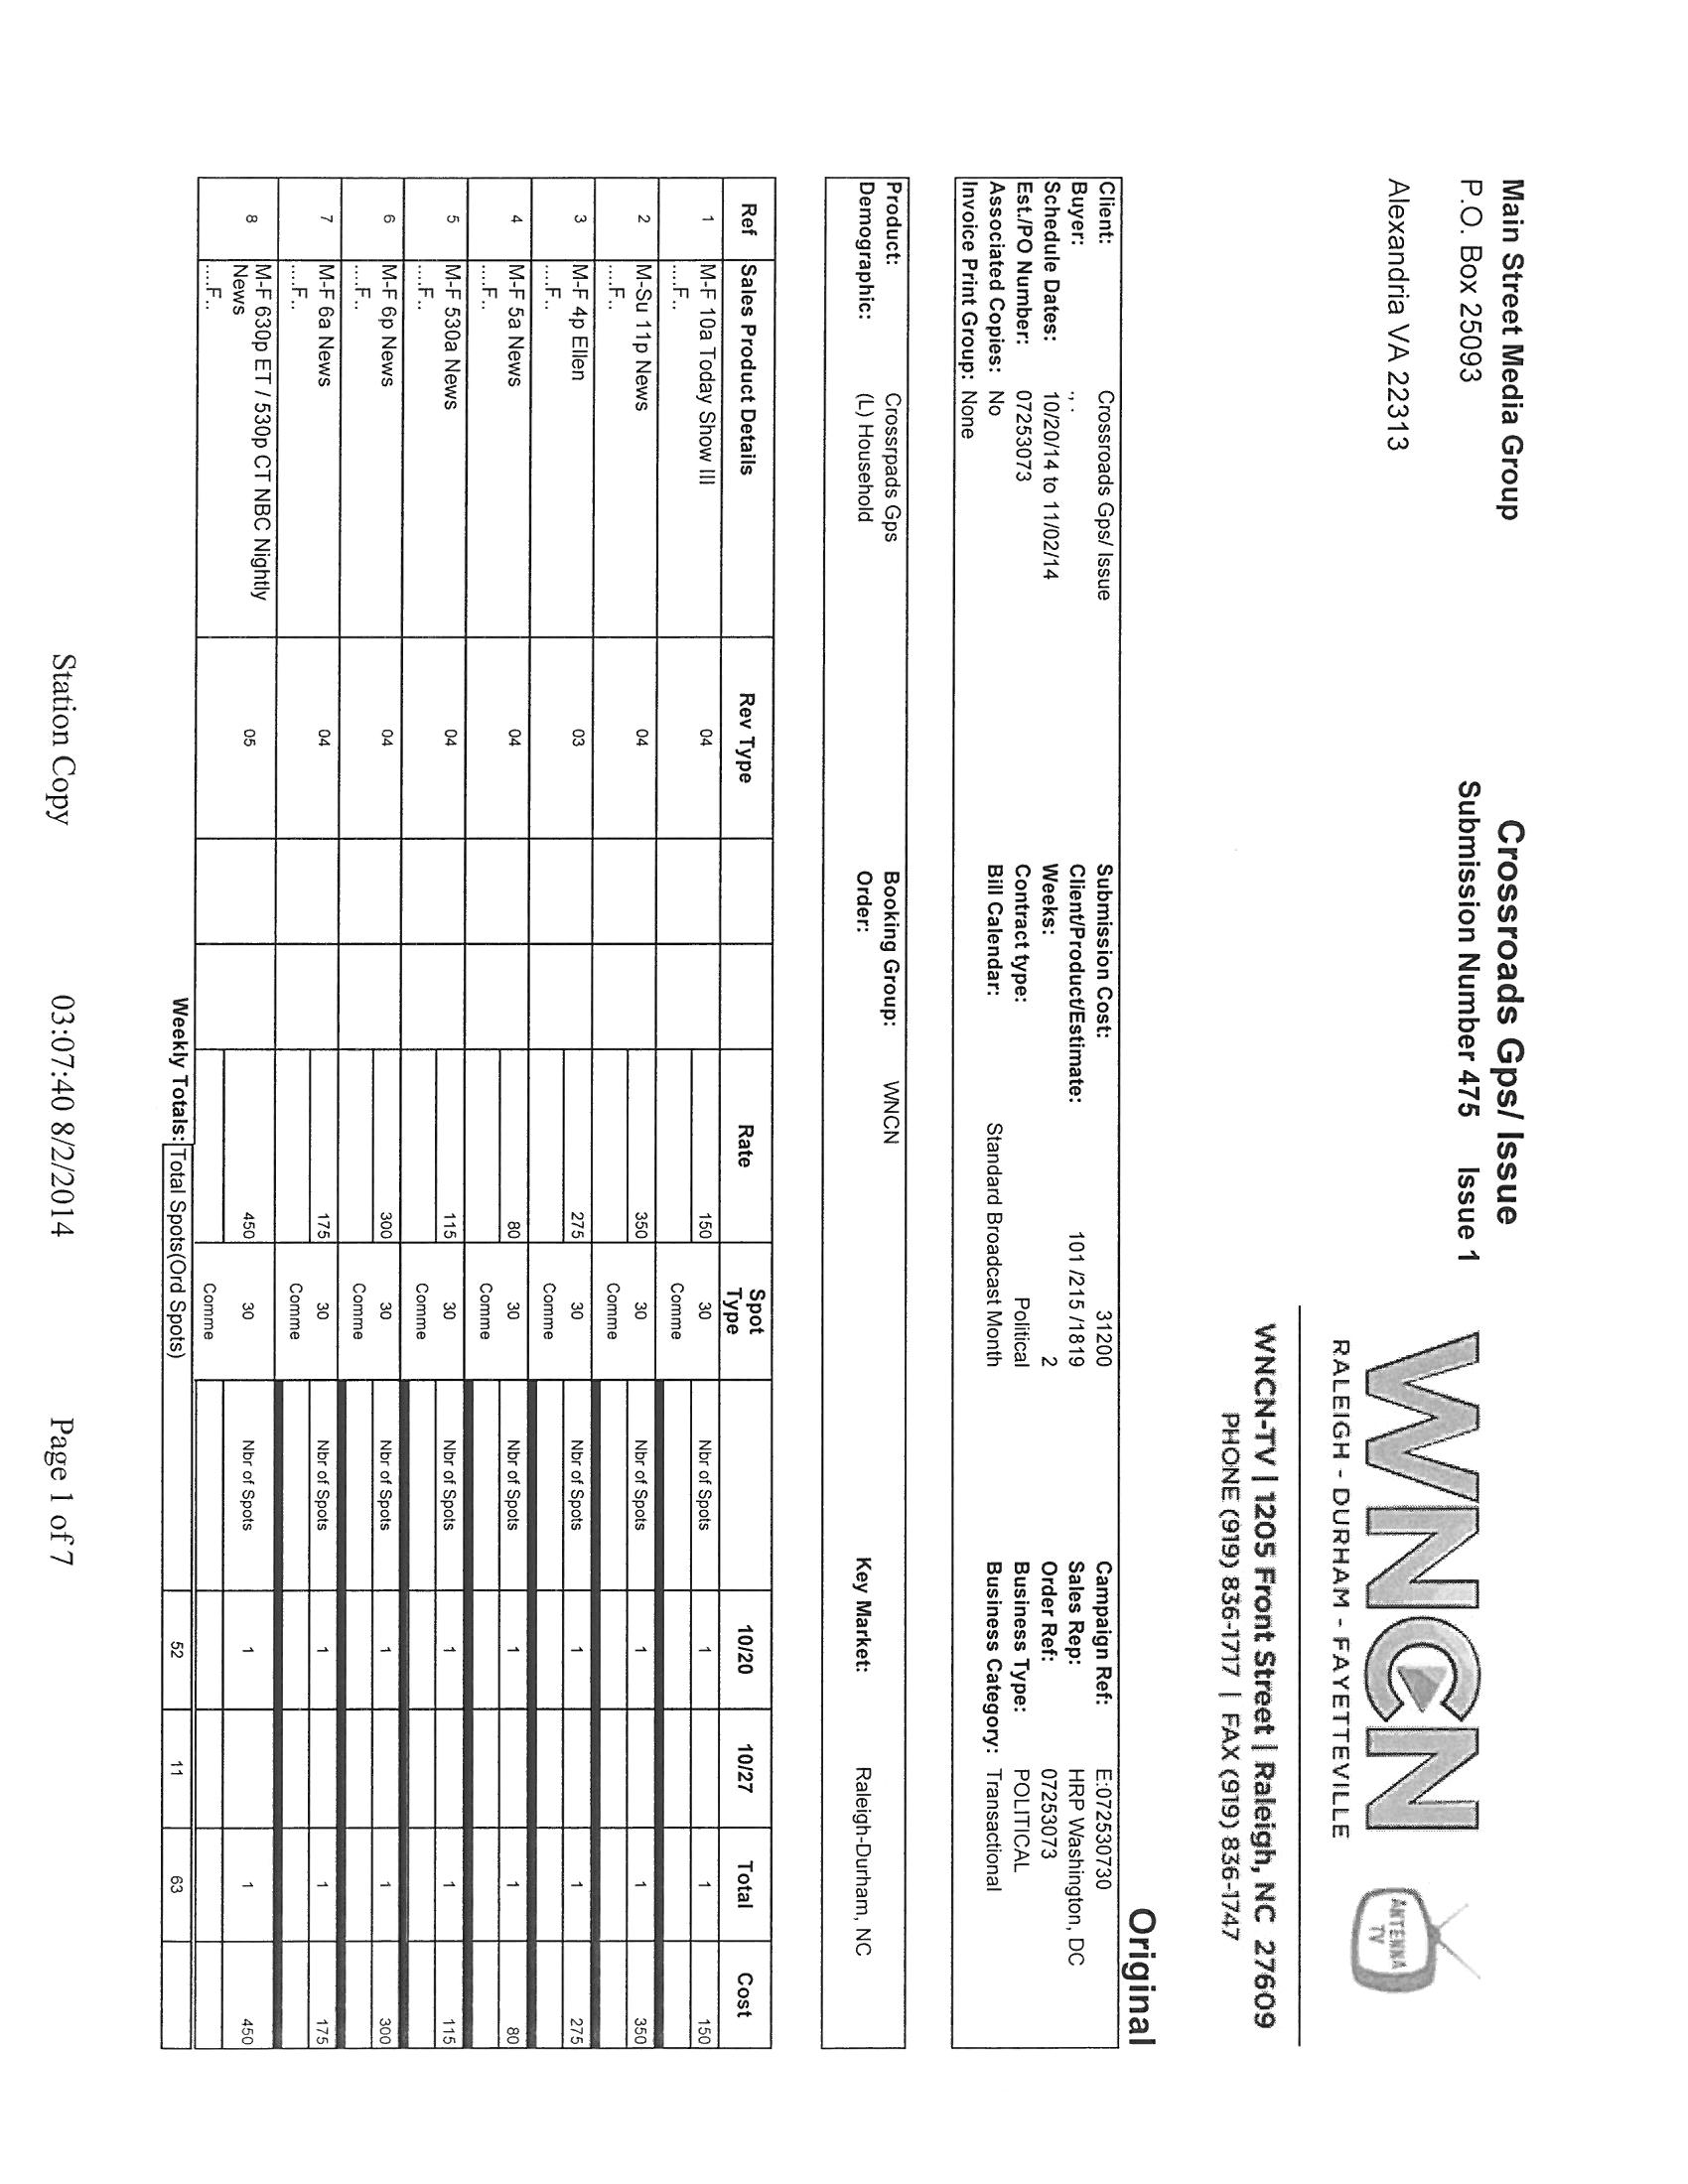 Main Street Media Group
P.O. Box 25093
Alexandria VA 22313
Crossroads Gps/ Issue
Submission Number 475 Issue 1
WNCN
RALEIGH - DURHAM - FAYETTEVILLE
ANTENNA TV
WNCN-TV | 1205 Front Street | Raleigh, NC 27609
PHONE (919) 836-1717 | FAX (919) 836-1747
Original
Client: Crossroads Gps/ Issue Submission Cost: 31200 Campaign Ref: E:072530730
Buyer: , . Client/Product/Estimate: 101 /215 /1819 Sales Rep: HRP Washington, DC
Schedule Dates: 10/20/14 to 11/02/14 Weeks: 2 Order Ref: 07253073
Est./PO Number: 07253073 Contract type: Political Business Type: POLITICAL
Associated Copies: No Bill Calendar: Standard Broadcast Month Business Category: Transactional
Invoice Print Group: None
Product: Crossrpads Gps Booking Group: WNCN
Demographic: (L) Household Order: Key Market: Raleigh-Durham, NC
Ref Sales Product Details Rev Type Rate Spot Type 10/20 10/27 Total Cost
1 M-F 10a Today Show III 04 150 30 Nbr of Spots 1 1 150
....F.. Comme
2 M-Su 11p News 04 350 30 Nbr of Spots 1 1 350
....F.. Comme
3 M-F 4p Ellen 03 275 30 Nbr of Spots 1 1 275
....F.. Comme
4 M-F 5a News 04 80 30 Nbr of Spots 1 1 80
....F.. Comme
5 M-F 530a News 04 115 30 Nbr of Spots 1 1 115
....F.. Comme
6 M-F 6p News 04 300 30 Nbr of Spots 1 1 300
....F.. Comme
7 M-F 6a News 04 175 30 Nbr of Spots 1 1 175
....F.. Comme
8 M-F 630p ET / 530p CT NBC Nightly News 05 450 30 Nbr of Spots 1 1 450
....F.. Comme
Weekly Totals: Total Spots(Ord Spots) 52 11 63
Station Copy 03:07:40 8/2/2014 Page 1 of 7